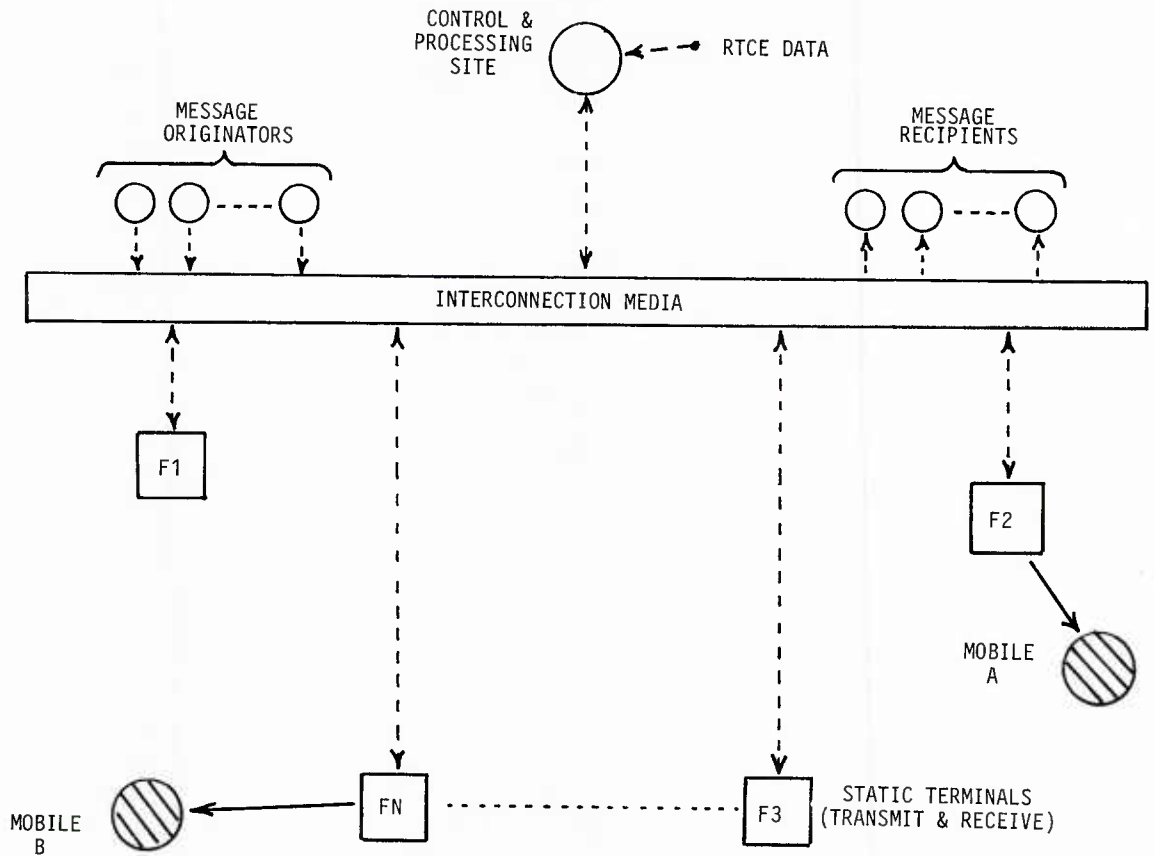 CONTROL &
PROCESSING
SITE
RTCE DATA
MESSAGE
ORIGINATORS
MESSAGE
RECIPIENTS
INTERCONNECTION MEDIA
F1
F2
MOBILE
A
FN
F3
STATIC TERMINALS
(TRANSMIT & RECEIVE)
MOBILE
B